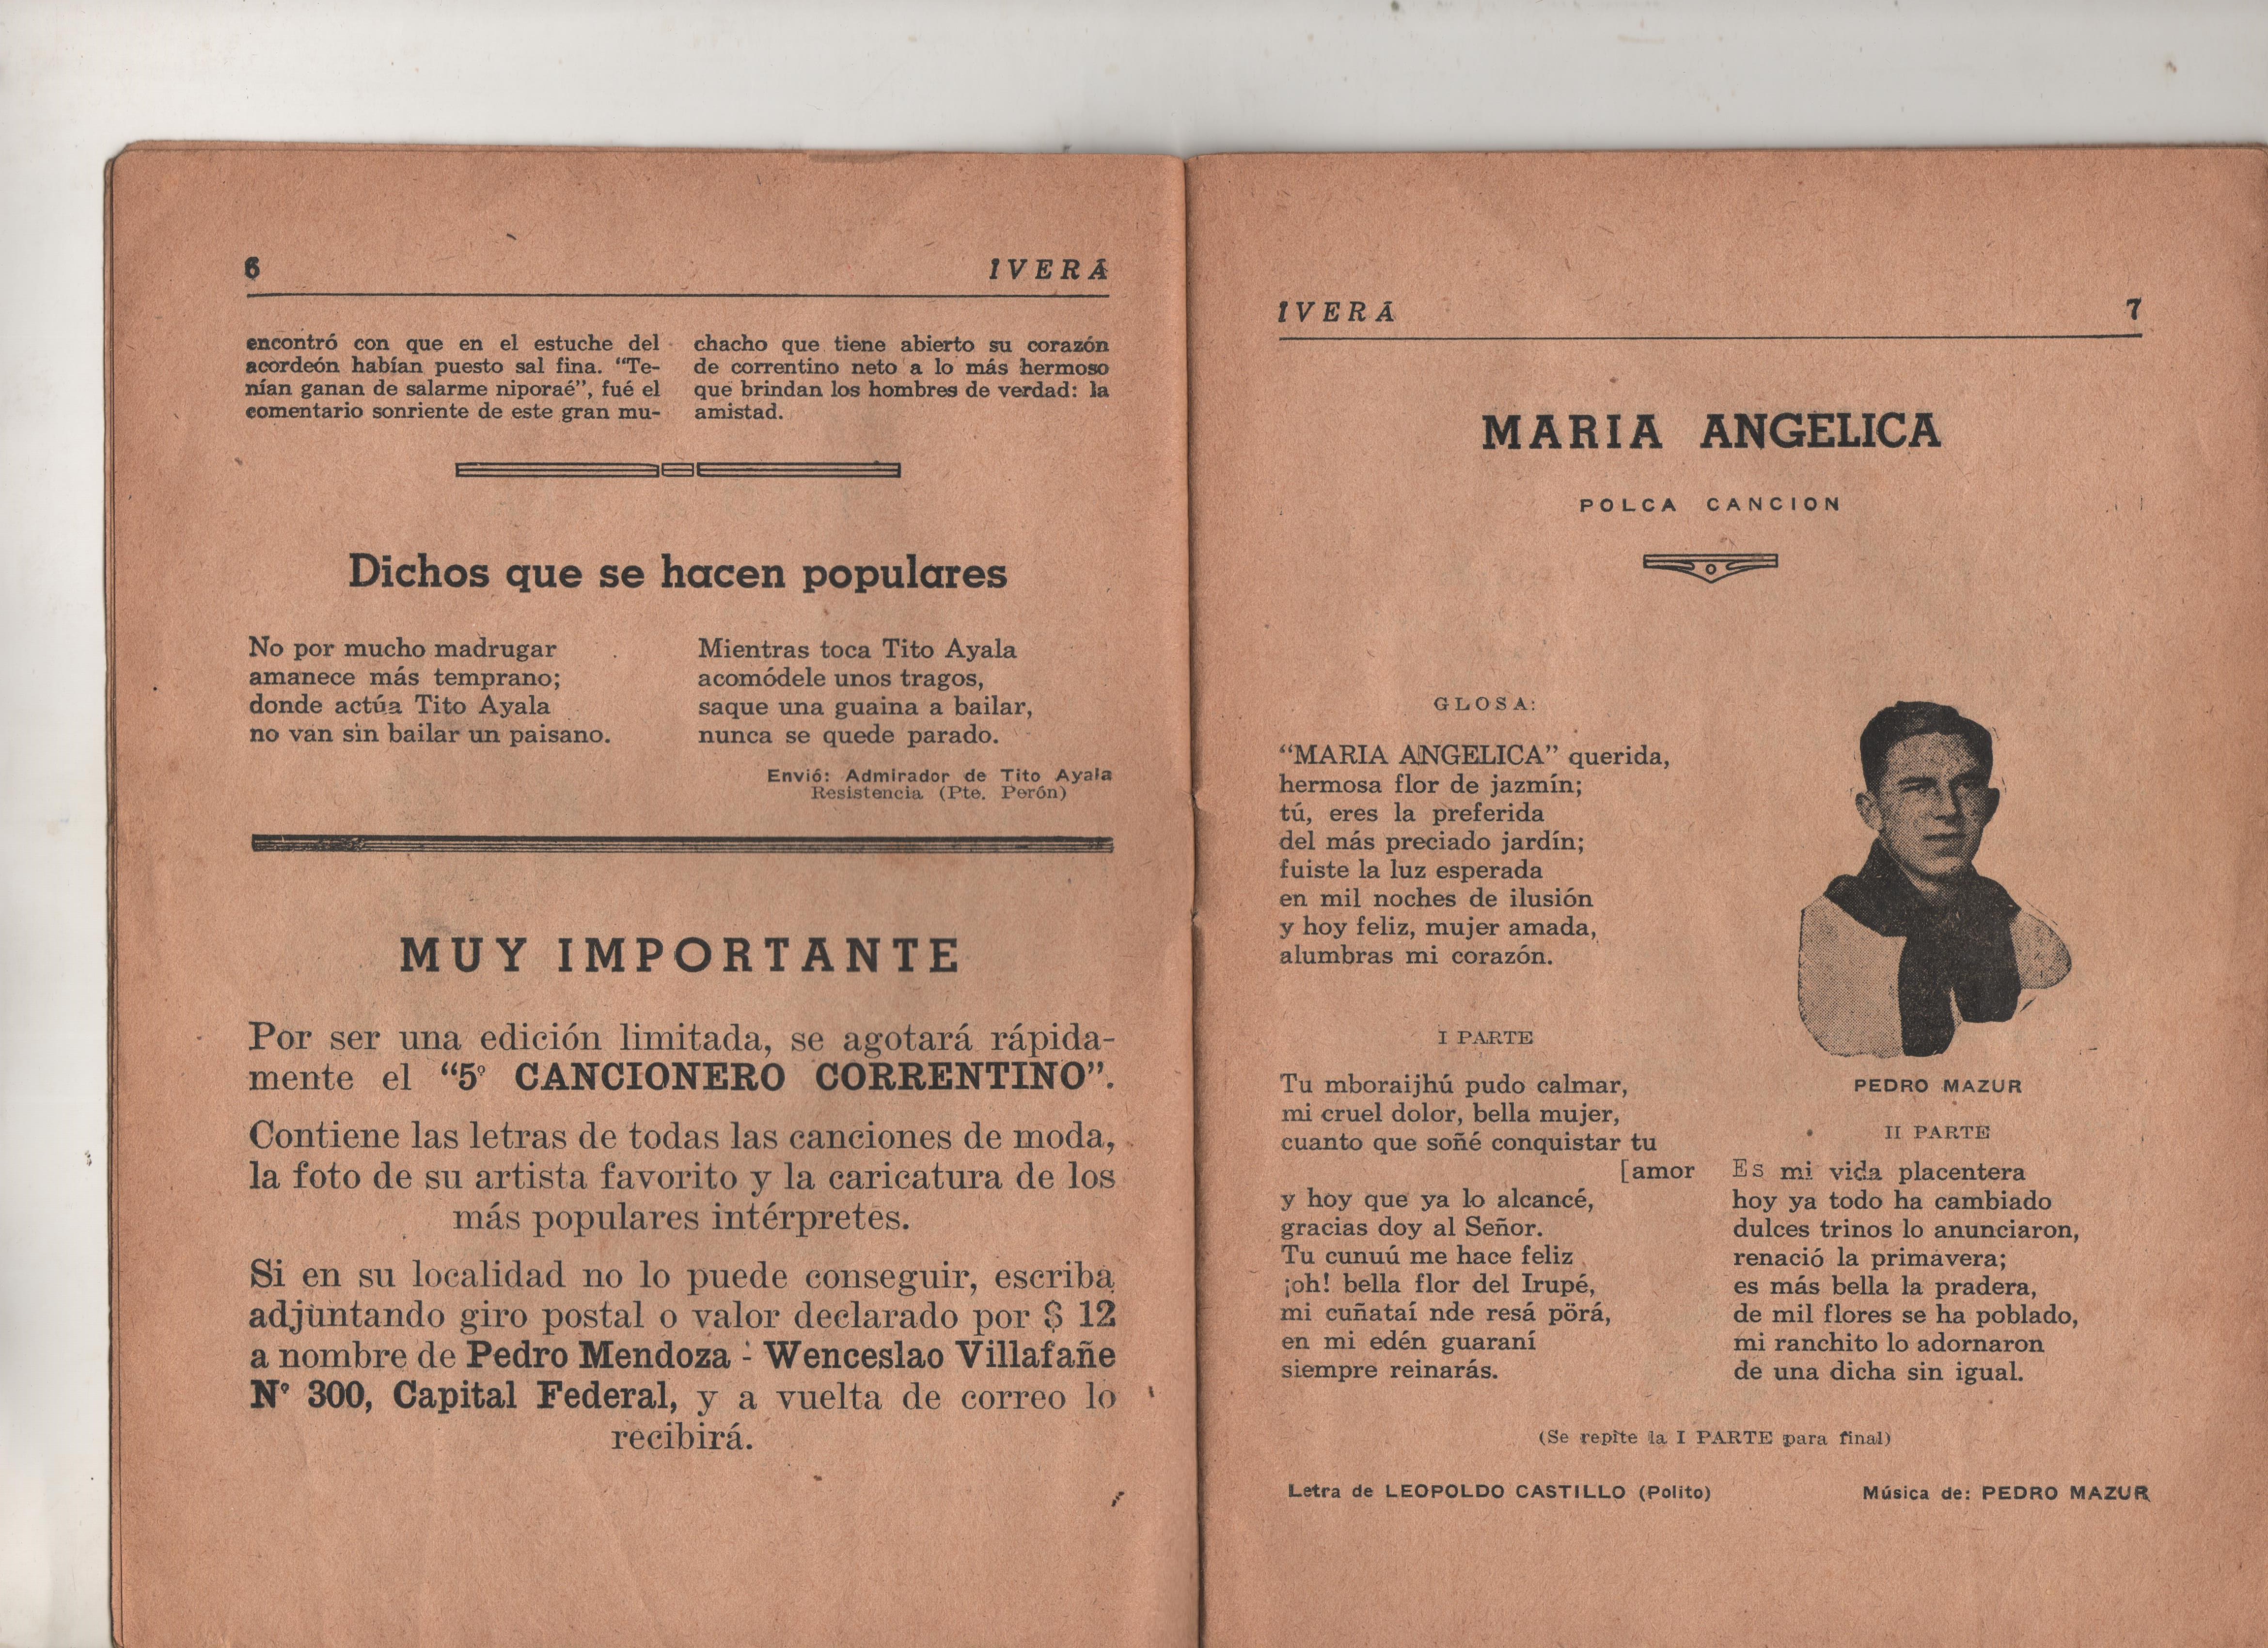 6
IVERÁ
encontró con que en el estuche del
acordeón habían puesto sal fina. “Te-
nían ganan de salarme niporaé”, fué el
comentario sonriente de este gran mu-
chacho que tiene abierto su corazón
de correntino neto a lo más hermoso
que brindan los hombres de verdad: la
amistad.
Dichos que se hacen populares
No por mucho madrugar
amanece más temprano;
donde actúa Tito Ayala
no van sin bailar un paisano.
Mientras toca Tito Ayala
acomódele unos tragos,
saque una guaina a bailar,
nunca se quede parado.
Envió: Admirador de Tito Ayala
Resistencia (Pte. Perón)
MUY IMPORTANTE
Por ser una edición limitada, se agotará rápida-
mente el “5º CANCIONERO CORRENTINO”.
Contiene las letras de todas las canciones de moda,
la foto de su artista favorito y la caricatura de los
más populares intérpretes.
Si en su localidad no lo puede conseguir, escriba
adjuntando giro postal o valor declarado por $ 12
a nombre de Pedro Mendoza - Wenceslao Villafañe
Nº 300, Capital Federal, y a vuelta de correo lo
recibirá.
IVERÁ
7
MARIA ANGELICA
POLCA CANCION
GLOSA:
“MARIA ANGELICA” querida,
hermosa flor de jazmín;
tú, eres la preferida
del más preciado jardín;
fuiste la luz esperada
en mil noches de ilusión
y hoy feliz, mujer amada,
alumbras mi corazón.
I PARTE
Tu mboraijhú pudo calmar,
mi cruel dolor, bella mujer,
cuanto que soñé conquistar tu
[amor
y hoy que ya lo alcancé,
gracias doy al Señor.
Tu cunuú me hace feliz
¡oh! bella flor del Irupé,
mi cuñataí nde resá pörá,
en mi edén guaraní
siempre reinarás.
PEDRO MAZUR
II PARTE
Es mi vida placentera
hoy ya todo ha cambiado
dulces trinos lo anunciaron,
renació la primavera;
es más bella la pradera,
de mil flores se ha poblado,
mi ranchito lo adornaron
de una dicha sin igual.
(Se repite la I PARTE para final)
Letra de LEOPOLDO CASTILLO (Polito)
Música de: PEDRO MAZUR